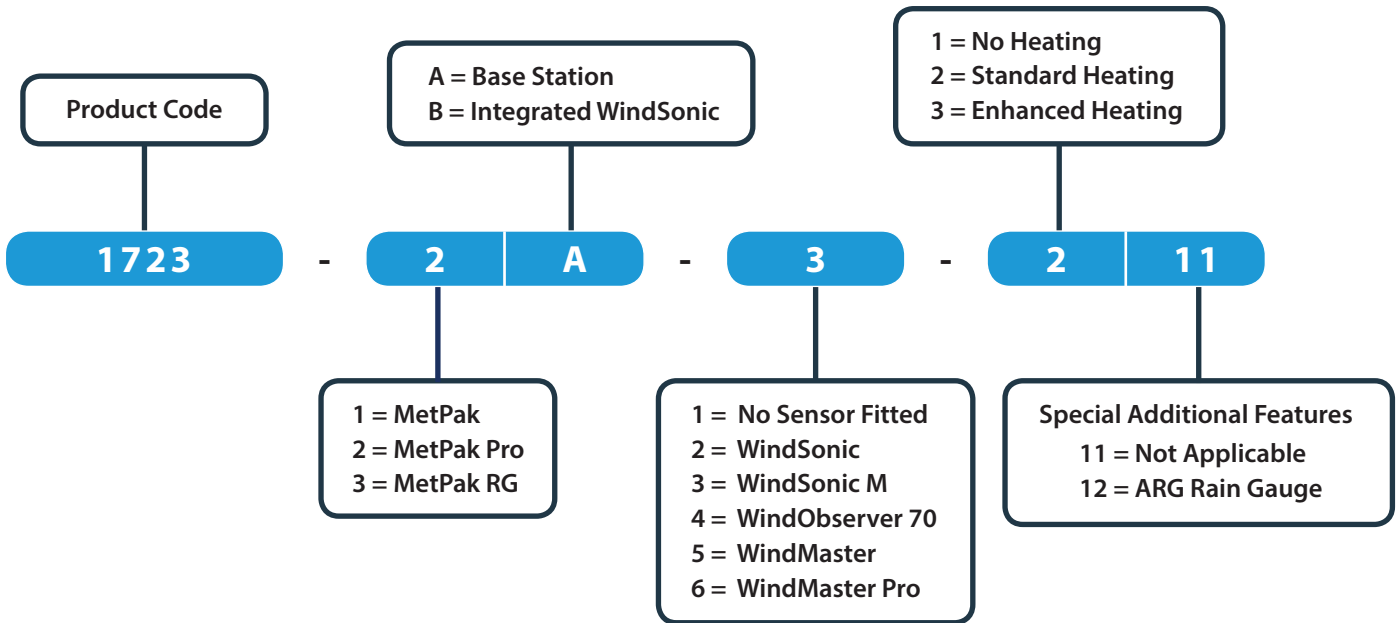 Product Code
A = Base Station
B = Integrated WindSonic
1 = No Heating
2 = Standard Heating
3 = Enhanced Heating
1723 - 2 A - 3 - 2 11
1 = MetPak
2 = MetPak Pro
3 = MetPak RG
1 = No Sensor Fitted
2 = WindSonic
3 = WindSonic M
4 = WindObserver 70
5 = WindMaster
6 = WindMaster Pro
Special Additional Features
11 = Not Applicable
12 = ARG Rain Gauge